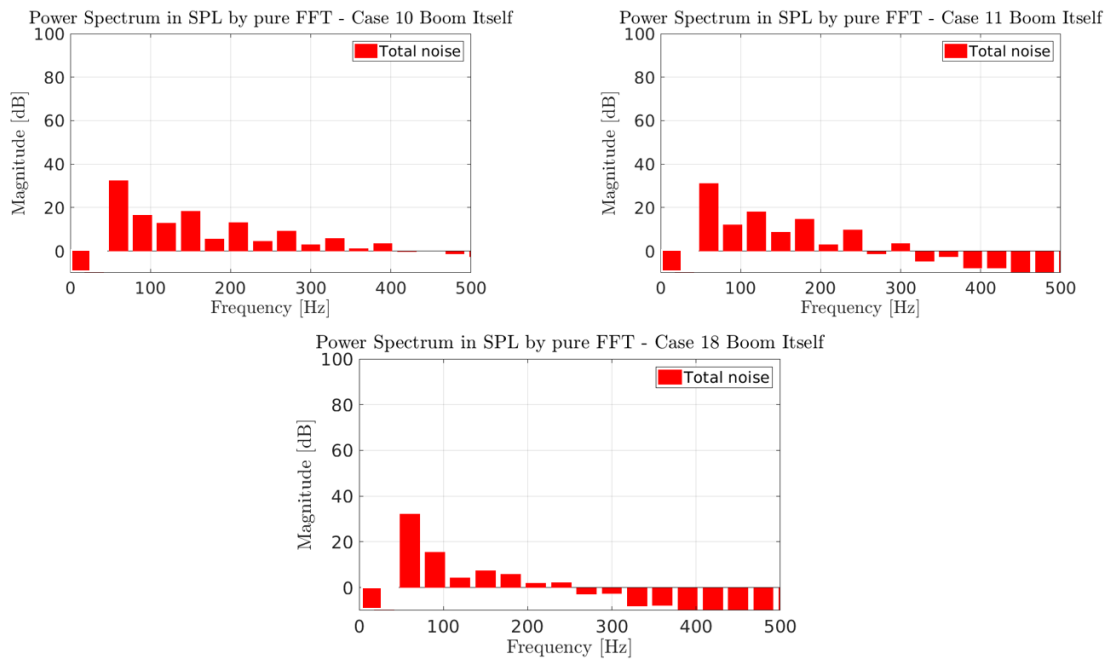 Power Spectrum in SPL by pure FFT - Case 10 Boom Itself
100
80
60
40
20
0
Magnitude [dB]
Total noise
0 100 200 300 400 500
Frequency [Hz]
Power Spectrum in SPL by pure FFT - Case 11 Boom Itself
100
80
60
40
20
0
Magnitude [dB]
Total noise
0 100 200 300 400 500
Frequency [Hz]
Power Spectrum in SPL by pure FFT - Case 18 Boom Itself
100
80
60
40
20
0
Magnitude [dB]
Total noise
0 100 200 300 400 500
Frequency [Hz]